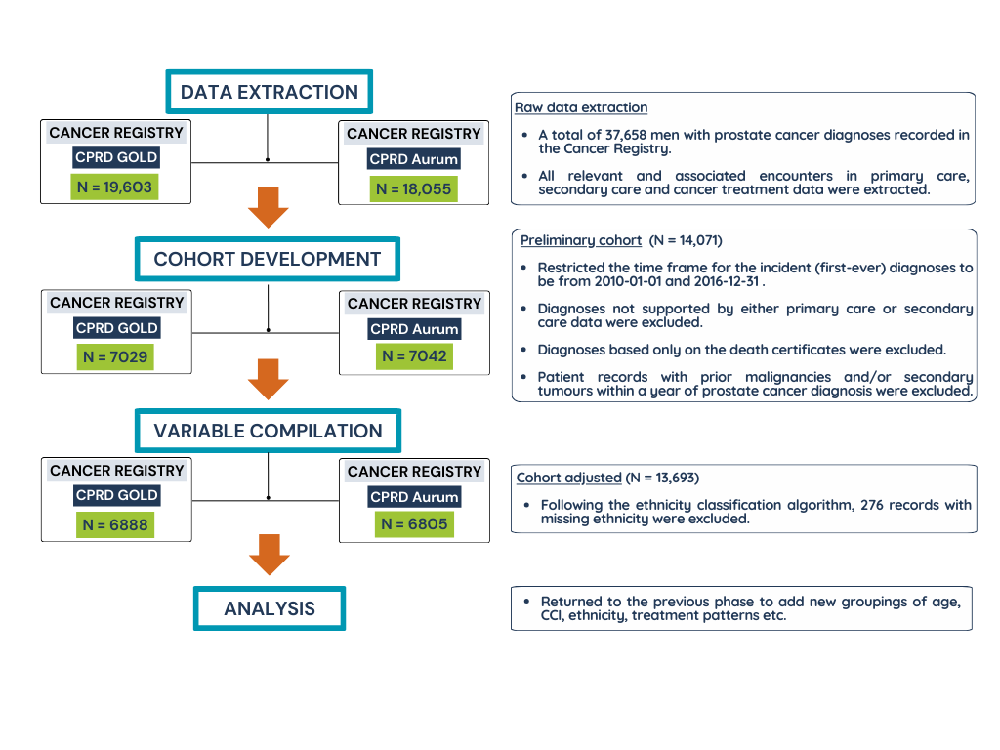 DATA EXTRACTION
CANCER REGISTRY
CPRD GOLD
N = 19,603
CANCER REGISTRY
CPRD Aurum
N = 18,055
Raw data extraction
• A total of 37,658 men with prostate cancer diagnoses recorded in
the Cancer Registry.
• All relevant and associated encounters in primary care,
secondary care and cancer treatment data were extracted.
COHORT DEVELOPMENT
CANCER REGISTRY
CPRD GOLD
N = 7029
CANCER REGISTRY
CPRD Aurum
N = 7042
Preliminary cohort (N = 14,071)
• Restricted the time frame for the incident (first-ever) diagnoses to
be from 2010-01-01 and 2016-12-31 .
• Diagnoses not supported by either primary care or secondary
care data were excluded.
• Diagnoses based only on the death certificates were excluded.
• Patient records with prior malignancies and/or secondary
tumours within a year of prostate cancer diagnosis were excluded.
VARIABLE COMPILATION
CANCER REGISTRY
CPRD GOLD
N = 6888
CANCER REGISTRY
CPRD Aurum
N = 6805
Cohort adjusted (N = 13,693)
• Following the ethnicity classification algorithm, 276 records with
missing ethnicity were excluded.
ANALYSIS
• Returned to the previous phase to add new groupings of age,
CCI, ethnicity, treatment patterns etc.